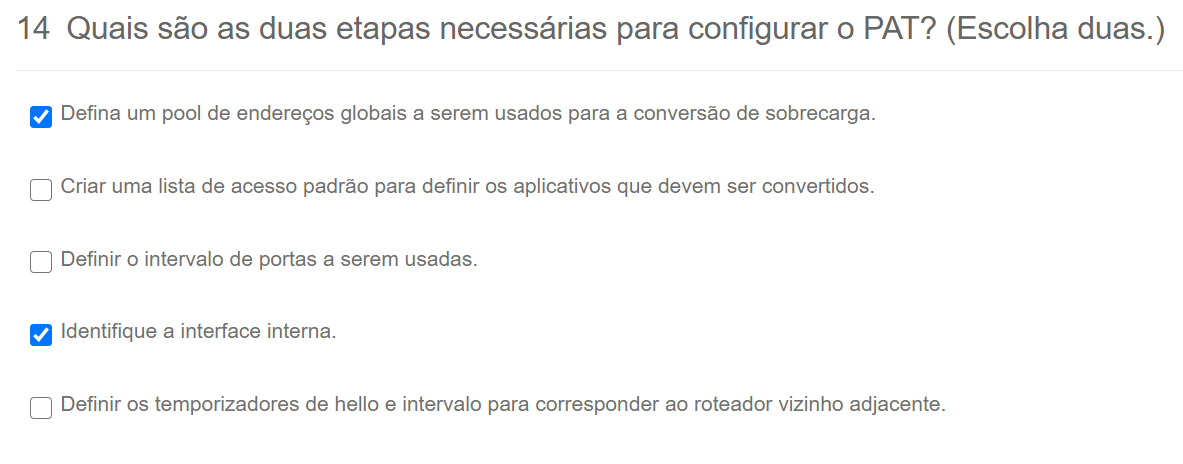 14 Quais são as duas etapas necessárias para configurar o PAT? (Escolha duas.)
Defina um pool de endereços globais a serem usados para a conversão de sobrecarga.
Criar uma lista de acesso padrão para definir os aplicativos que devem ser convertidos.
Definir o intervalo de portas a serem usadas.
Identifique a interface interna.
Definir os temporizadores de hello e intervalo para corresponder ao roteador vizinho adjacente.